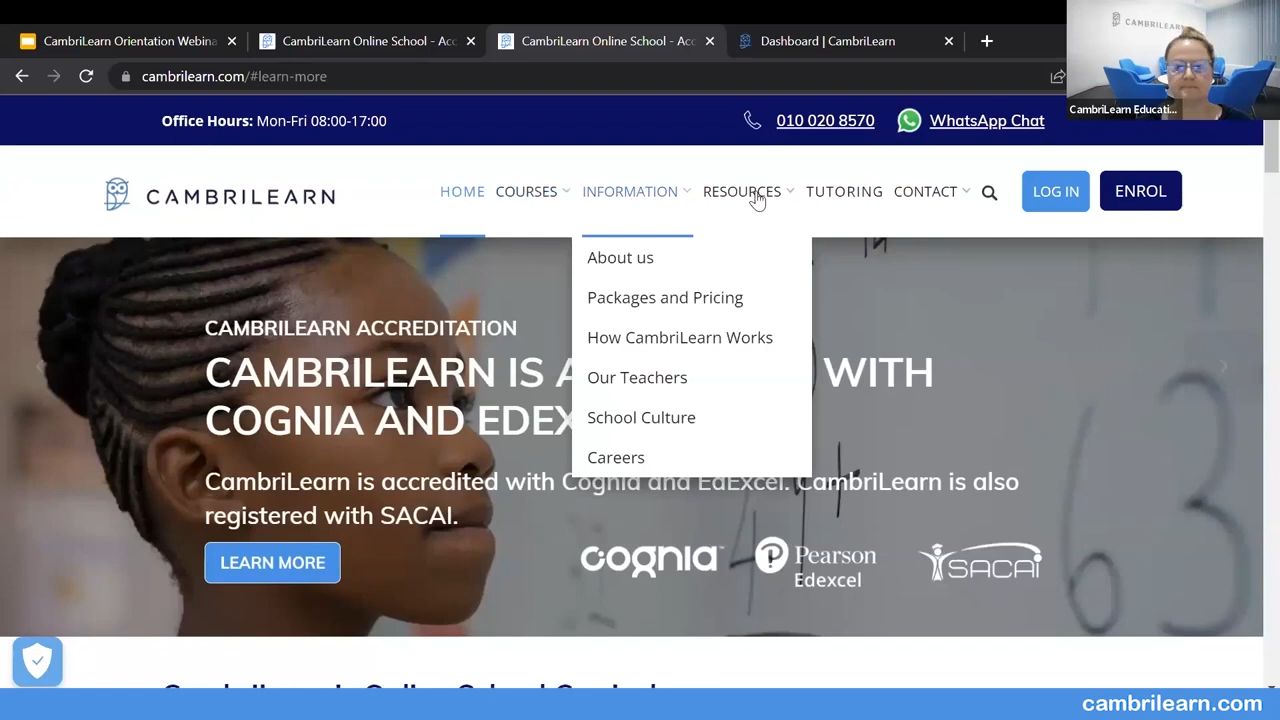 CambriLearn Orientation Webina
CambriLearn Online School - Acc
CambriLearn Online School - Acc
Dashboard | CambriLearn
CAMBRILEARN
CambriLearn Educati...
cambrilearn.com/#learn-more
Office Hours: Mon-Fri 08:00-17:00
010 020 8570
WhatsApp Chat
CAMBRILEARN
HOME
COURSES
INFORMATION
RESOURCES
TUTORING
CONTACT
LOG IN
ENROL
About us
Packages and Pricing
How CambriLearn Works
Our Teachers
School Culture
Careers
CAMBRILEARN ACCREDITATION
CAMBRILEARN IS A WITH
COGNIA AND EDEX
CambriLearn is accredited with Cognia and EdExcel. CambriLearn is also
registered with SACAI.
LEARN MORE
cognia
Pearson
Edexcel
SACAI
63
cambrilearn.com